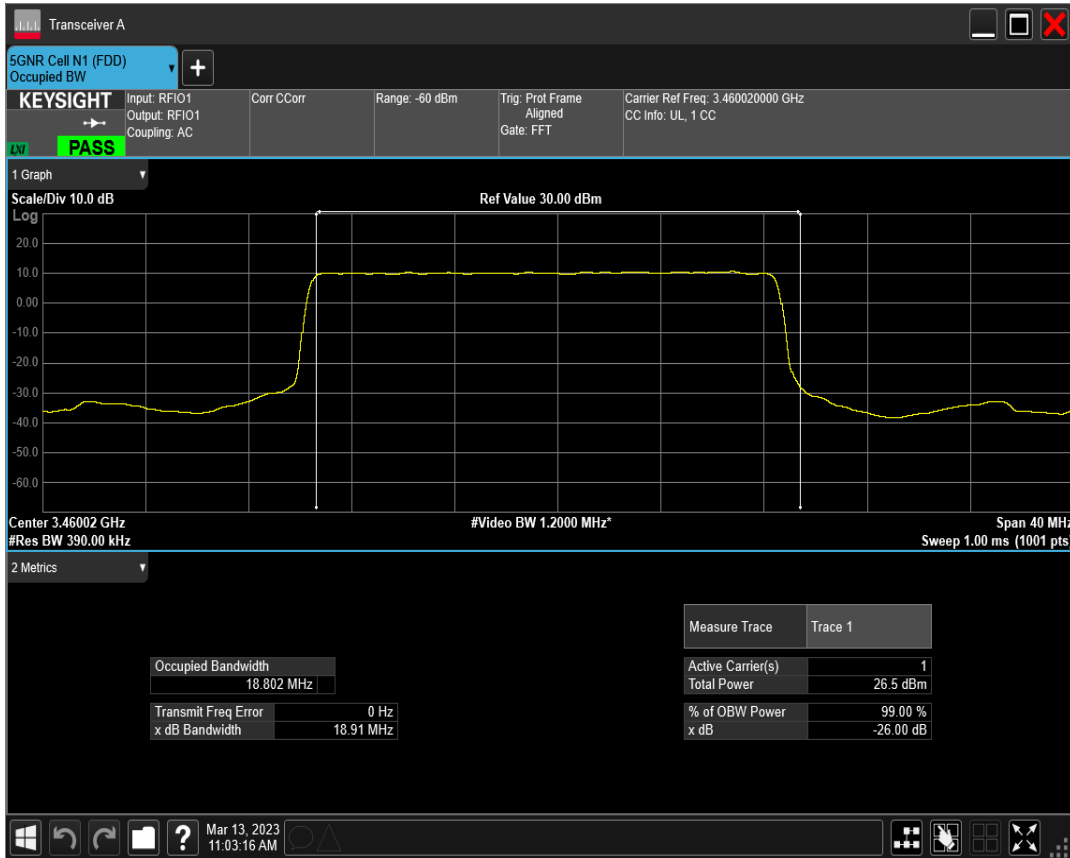 Transceiver A
5GNR Cell N1 (FDD)
Occupied BW
KEYSIGHT
LXI
PASS
Input: RFIO1
Output: RFIO1
Coupling: AC
Corr CCorr
Range: -60 dBm
Trig: Prot Frame
Aligned
Gate: FFT
Carrier Ref Freq: 3.460020000 GHz
CC Info: UL, 1 CC
1 Graph
Scale/Div 10.0 dB
Ref Value 30.00 dBm
Log
20.0
10.0
0.00
-10.0
-20.0
-30.0
-40.0
-50.0
-60.0
Center 3.46002 GHz
#Video BW 1.2000 MHz*
Span 40 MHz
#Res BW 390.00 kHz
Sweep 1.00 ms (1001 pts)
2 Metrics
Measure Trace Trace 1
Occupied Bandwidth
18.802 MHz
Active Carrier(s) 1
Total Power 26.5 dBm
Transmit Freq Error 0 Hz
x dB Bandwidth 18.91 MHz
% of OBW Power 99.00 %
x dB -26.00 dB
?
Mar 13, 2023
11:03:16 AM